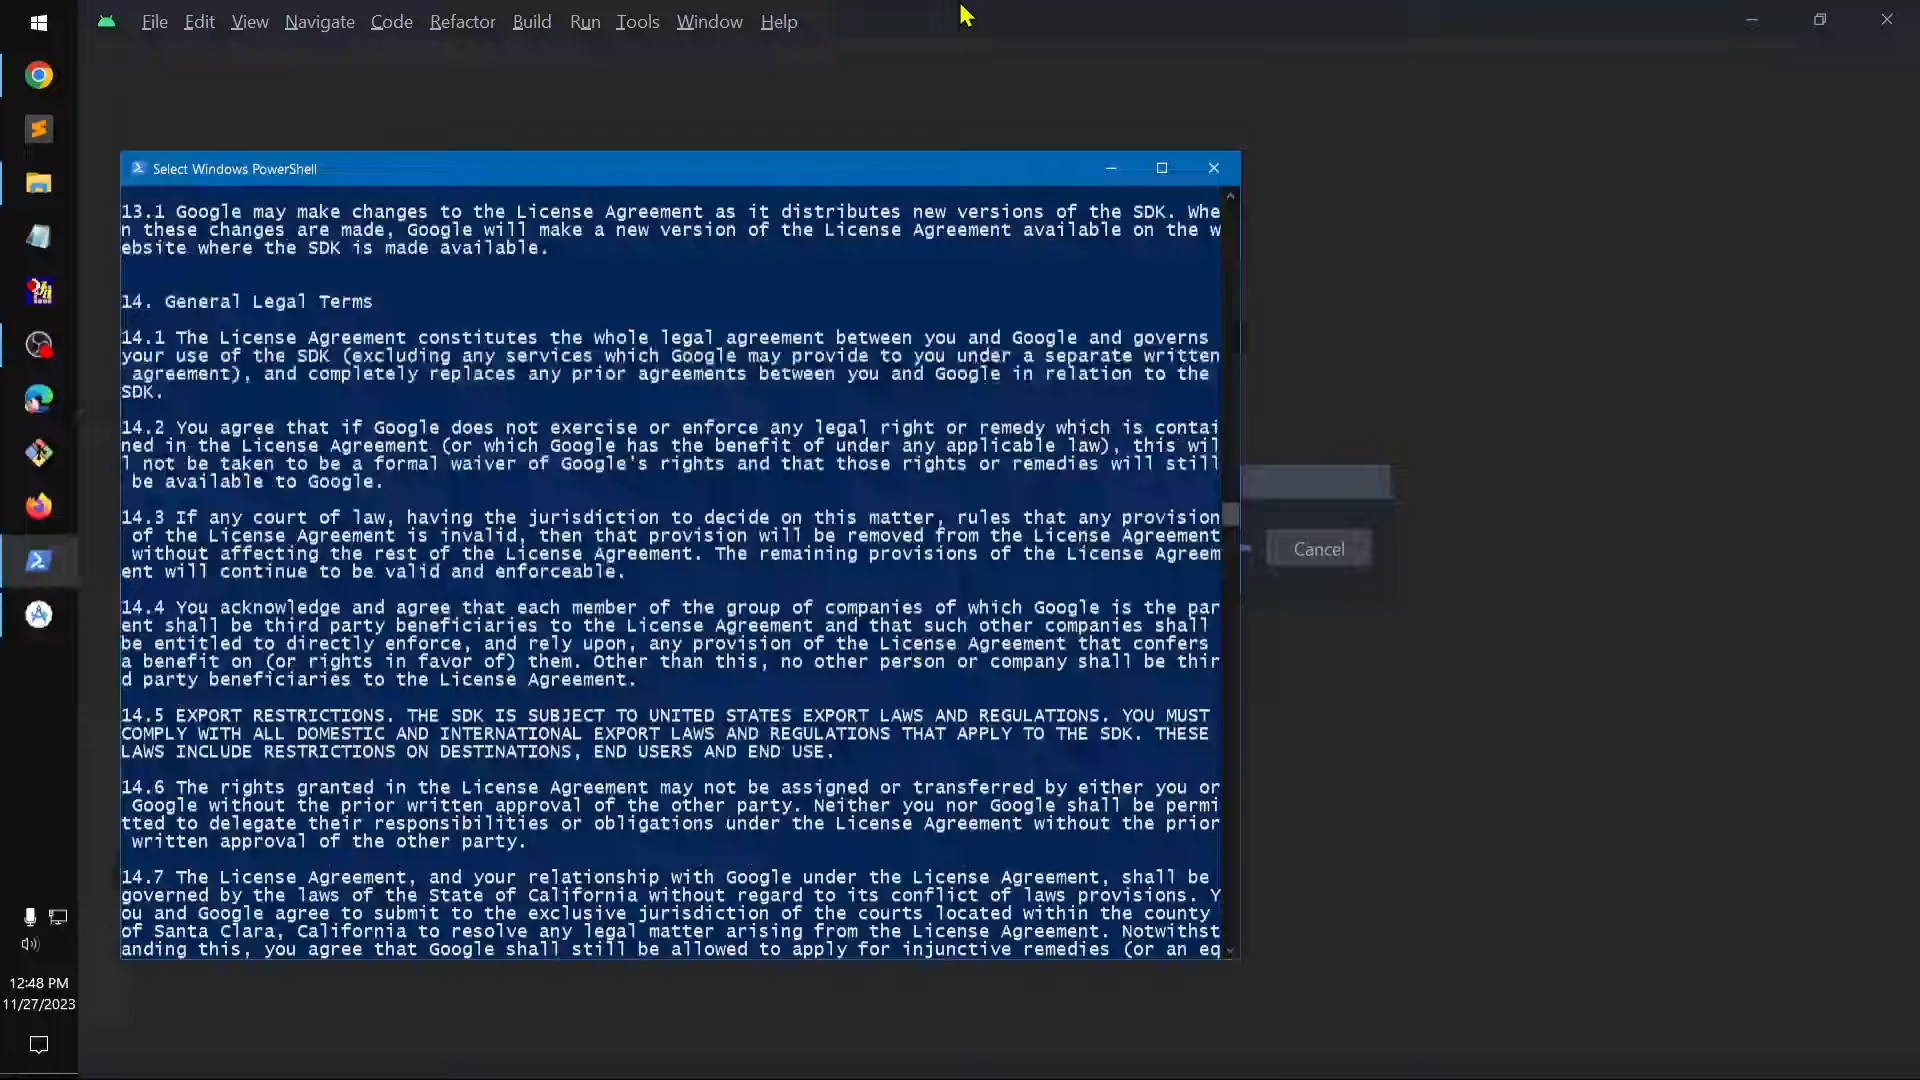 File Edit View Navigate Code Refactor Build Run Tools Window Help
Select Windows PowerShell
13.1 Google may make changes to the License Agreement as it distributes new versions of the SDK. Whe
n these changes are made, Google will make a new version of the License Agreement available on the w
ebsite where the SDK is made available.
14. General Legal Terms
14.1 The License Agreement constitutes the whole legal agreement between you and Google and governs
your use of the SDK (excluding any services which Google may provide to you under a separate written
 agreement), and completely replaces any prior agreements between you and Google in relation to the
SDK.
14.2 You agree that if Google does not exercise or enforce any legal right or remedy which is contai
ned in the License Agreement (or which Google has the benefit of under any applicable law), this wil
l not be taken to be a formal waiver of Google's rights and that those rights or remedies will still
 be available to Google.
14.3 If any court of law, having the jurisdiction to decide on this matter, rules that any provision
 of the License Agreement is invalid, then that provision will be removed from the License Agreement
 without affecting the rest of the License Agreement. The remaining provisions of the License Agreem
ent will continue to be valid and enforceable.
14.4 You acknowledge and agree that each member of the group of companies of which Google is the par
ent shall be third party beneficiaries to the License Agreement and that such other companies shall
be entitled to directly enforce, and rely upon, any provision of the License Agreement that confers
a benefit on (or rights in favor of) them. Other than this, no other person or company shall be thir
d party beneficiaries to the License Agreement.
14.5 EXPORT RESTRICTIONS. THE SDK IS SUBJECT TO UNITED STATES EXPORT LAWS AND REGULATIONS. YOU MUST
COMPLY WITH ALL DOMESTIC AND INTERNATIONAL EXPORT LAWS AND REGULATIONS THAT APPLY TO THE SDK. THESE
LAWS INCLUDE RESTRICTIONS ON DESTINATIONS, END USERS AND END USE.
14.6 The rights granted in the License Agreement may not be assigned or transferred by either you or
 Google without the prior written approval of the other party. Neither you nor Google shall be permi
tted to delegate their responsibilities or obligations under the License Agreement without the prior
 written approval of the other party.
14.7 The License Agreement, and your relationship with Google under the License Agreement, shall be
governed by the laws of the State of California without regard to its conflict of laws provisions. Y
ou and Google agree to submit to the exclusive jurisdiction of the courts located within the county
of Santa Clara, California to resolve any legal matter arising from the License Agreement. Notwithst
anding this, you agree that Google shall still be allowed to apply for injunctive remedies (or an eq
Cancel
12:48 PM
11/27/2023